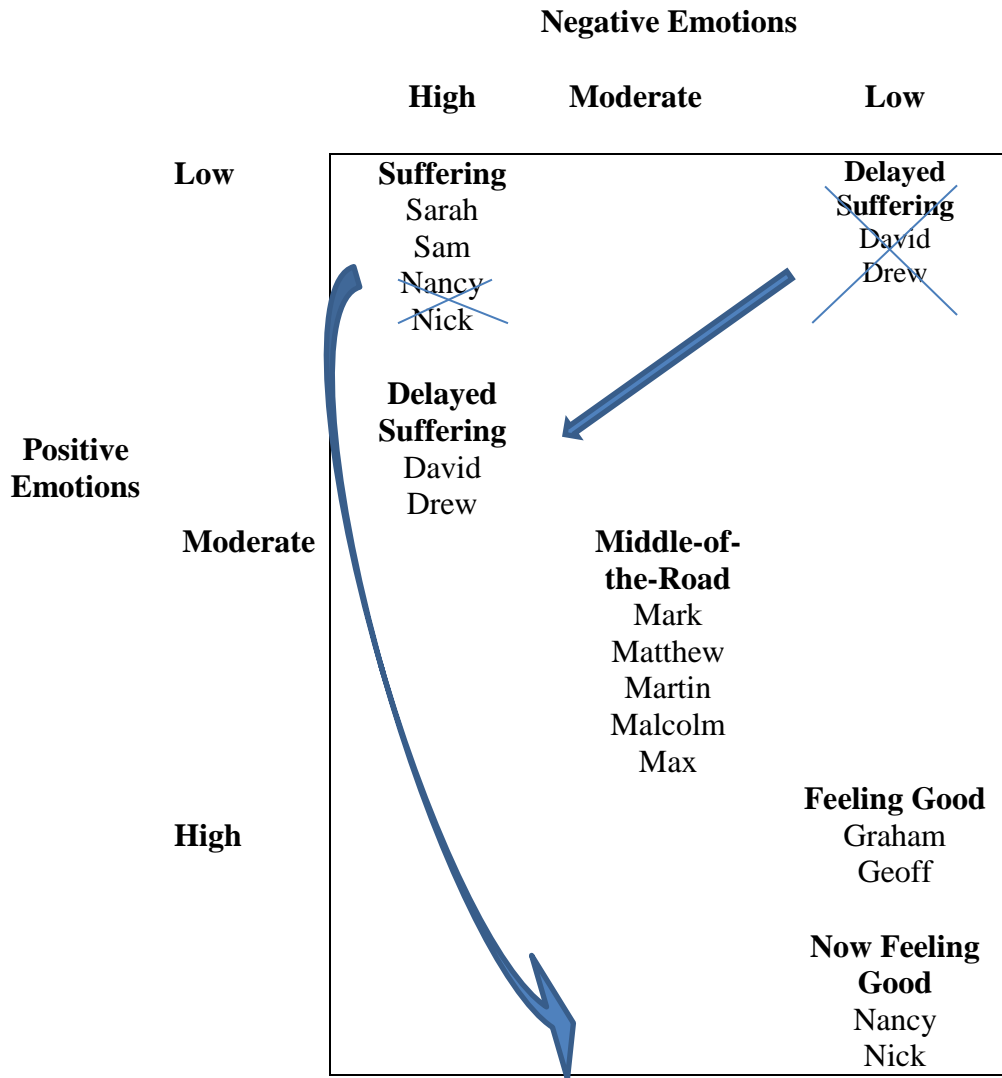 Negative Emotions
High Moderate Low
Low
Suffering
Sarah
Sam
Nancy
Nick
Delayed
Suffering
David
Drew
Delayed
Suffering
David
Drew
Positive
Emotions
Moderate
Middle-of-
the-Road
Mark
Matthew
Martin
Malcolm
Max
High
Feeling Good
Graham
Geoff
Now Feeling
Good
Nancy
Nick